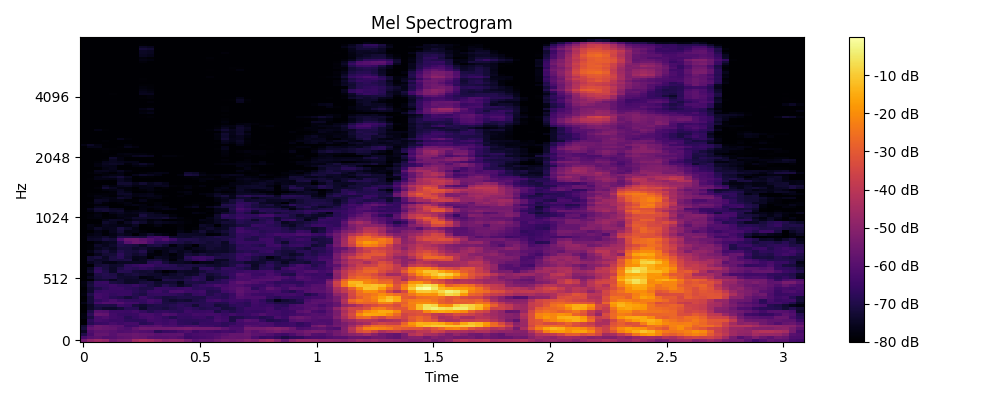 Mel Spectrogram
Hz
4096
2048
1024
512
0
0
0.5
1
1.5
2
2.5
3
Time
-10 dB
-20 dB
-30 dB
-40 dB
-50 dB
-60 dB
-70 dB
-80 dB